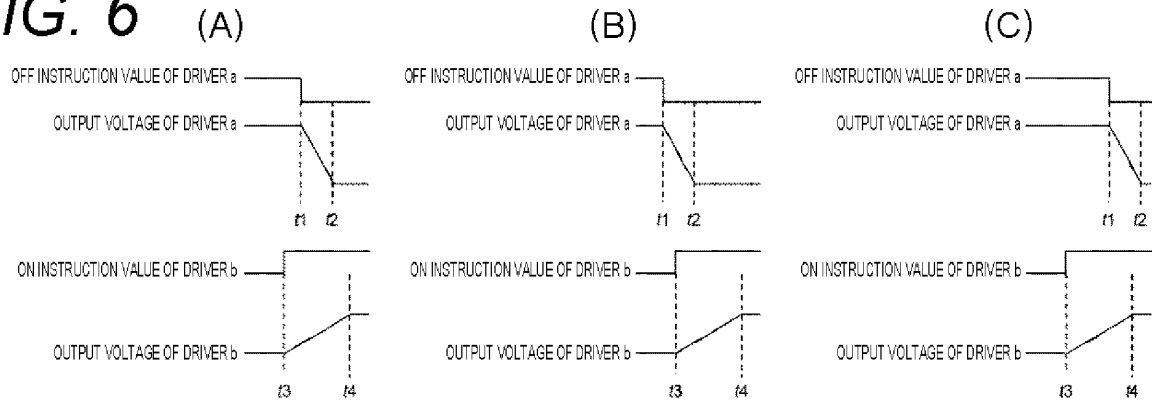 IG. 6
(A)
OFF INSTRUCTION VALUE OF DRIVER a
OUTPUT VOLTAGE OF DRIVER a
t1 t2
ON INSTRUCTION VALUE OF DRIVER b
OUTPUT VOLTAGE OF DRIVER b
t3 t4
(B)
OFF INSTRUCTION VALUE OF DRIVER a
OUTPUT VOLTAGE OF DRIVER a
t1 t2
ON INSTRUCTION VALUE OF DRIVER b
OUTPUT VOLTAGE OF DRIVER b
t3 t4
(C)
OFF INSTRUCTION VALUE OF DRIVER a
OUTPUT VOLTAGE OF DRIVER a
t1 t2
ON INSTRUCTION VALUE OF DRIVER b
OUTPUT VOLTAGE OF DRIVER b
t3 t4